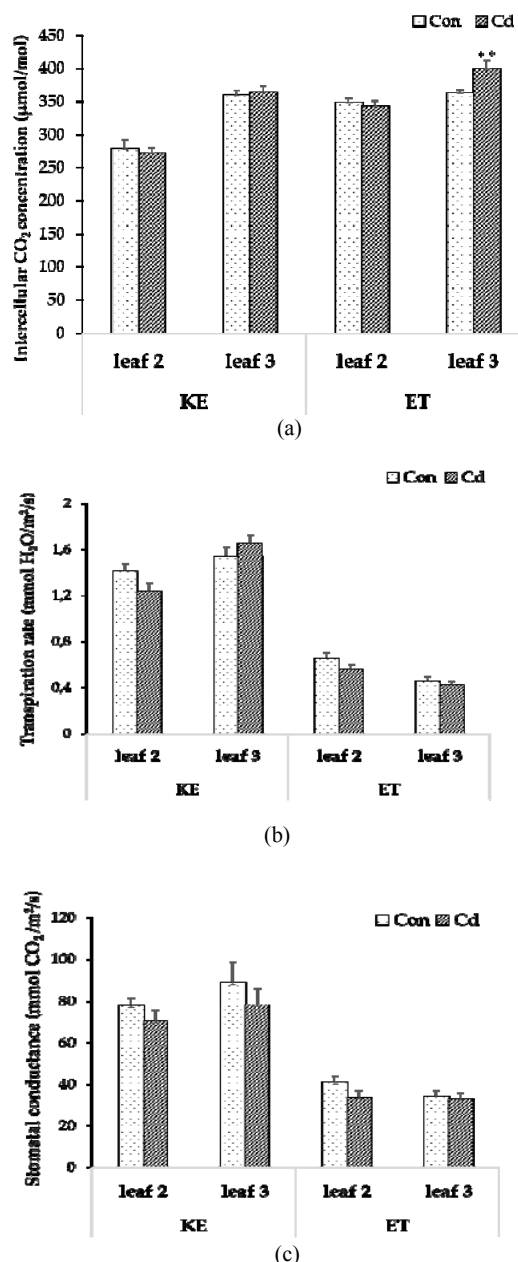 Con Cd
Intercellular CO₂ concentration (µmol/mol)
450
400
350
300
250
200
150
100
50
0
**
leaf 2 leaf 3 leaf 2 leaf 3
KE ET
(a)
Con Cd
Transpiration rate (mmol H₂O/m²/s)
2
1,6
1,2
0,8
0,4
0
leaf 2 leaf 3 leaf 2 leaf 3
KE ET
(b)
Con Cd
Stomatal conductance (mmol CO₂/m²/s)
120
100
80
60
40
20
0
leaf 2 leaf 3 leaf 2 leaf 3
KE ET
(c)